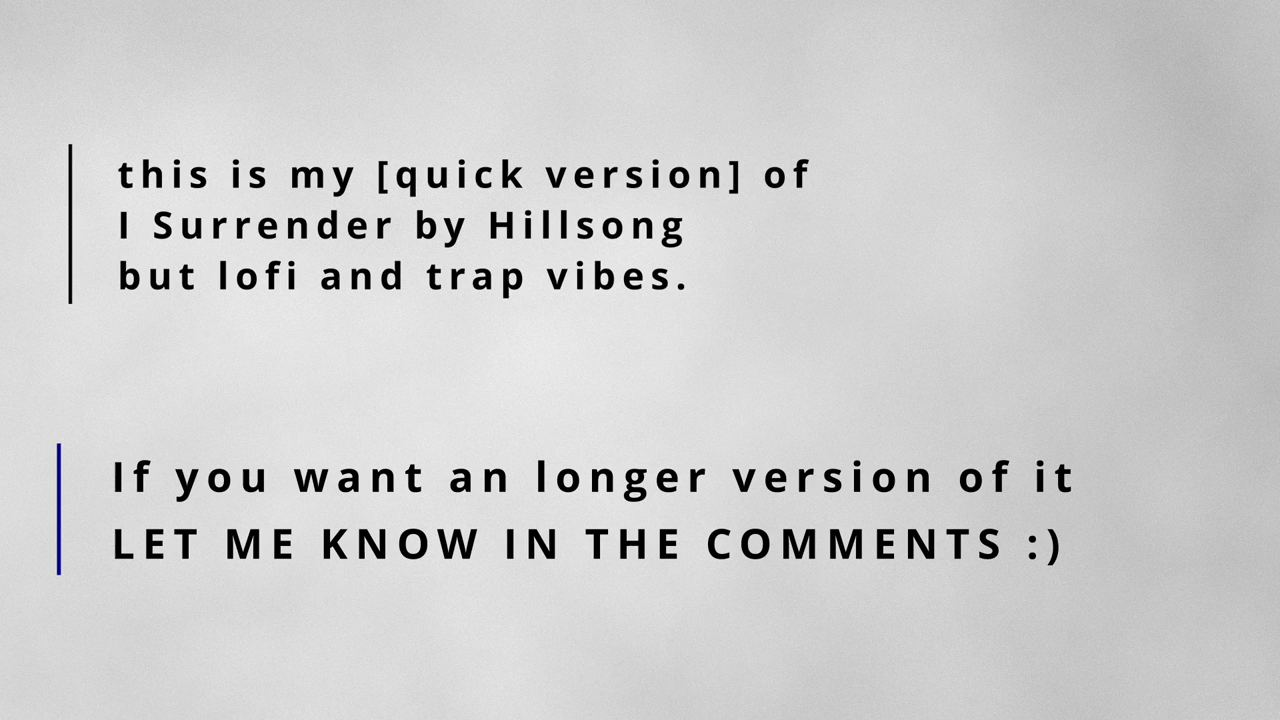 this is my [quick version] of
I Surrender by Hillsong
but lofi and trap vibes.
If you want an longer version of it
LET ME KNOW IN THE COMMENTS :)